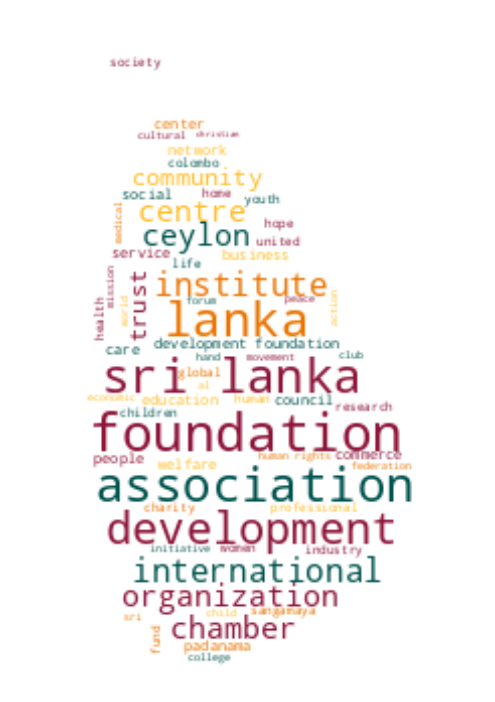 society
center
cultural christian
network
colombo
community
social home youth
medical
centre
hope
ceylon united
service business
life
mission
health
world
trust
institute
forum peace action
lanka
development foundation
care hand movement club
sri lanka
global
al
economic education human council
children research
foundation
people human rights commerce
welfare federation
association
charity professional
development
initiative women industry
international
organization
child sangamaya
sri
fund
chamber
padanama
college